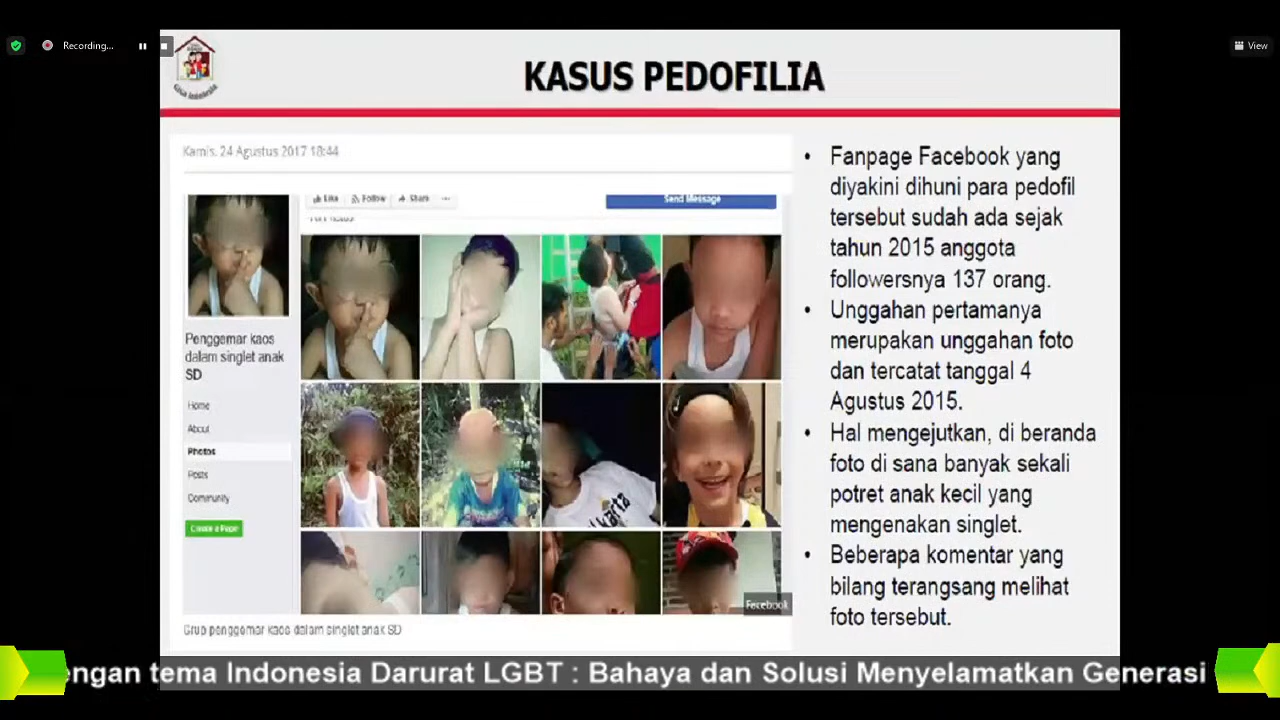 Recording...
View
KASUS PEDOFILIA
Kamis, 24 Agustus 2017 18:44
Like Follow Share ...
Send Message
Penggemar kaos
dalam singlet anak
SD
Home
About
Photos
Posts
Community
Create a Page
karta
Facebook
Grup penggemar kaos dalam singlet anak SD
• Fanpage Facebook yang
diyakini dihuni para pedofil
tersebut sudah ada sejak
tahun 2015 anggota
followersnya 137 orang.
• Unggahan pertamanya
merupakan unggahan foto
dan tercatat tanggal 4
Agustus 2015.
• Hal mengejutkan, di beranda
foto di sana banyak sekali
potret anak kecil yang
mengenakan singlet.
• Beberapa komentar yang
bilang terangsang melihat
foto tersebut.
engan tema Indonesia Darurat LGBT : Bahaya dan Solusi Menyelamatkan Generasi